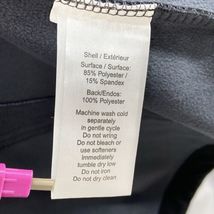 Shell / Extérieur
Surface / Surface:
85% Polyester /
15% Spandex
Back/Endos:
100% Polyester
Machine wash cold
separately
in gentle cycle
Do not wring
Do not bleach or
use softeners
immediately
tumble dry low
Do not iron
Do not dry clean